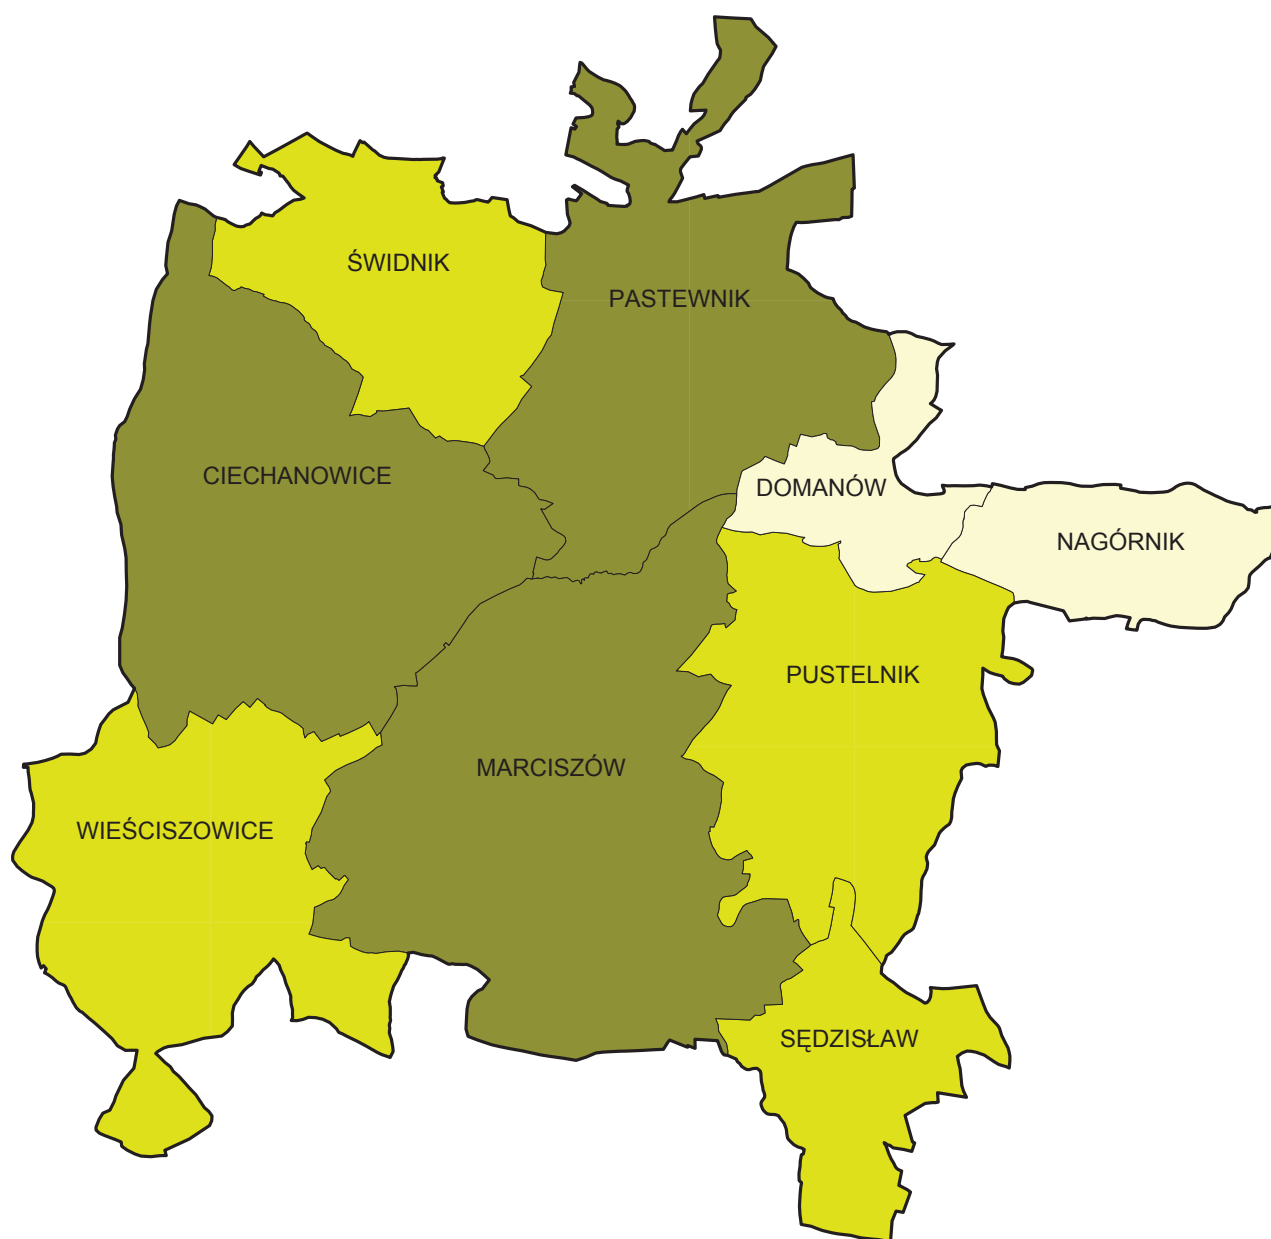 ŚWIDNIK
PASTEWNIK
CIECHANOWICE
DOMANÓW
NAGÓRNIK
PUSTELNIK
MARCISZÓW
WIEŚCISZOWICE
SĘDZISŁAW